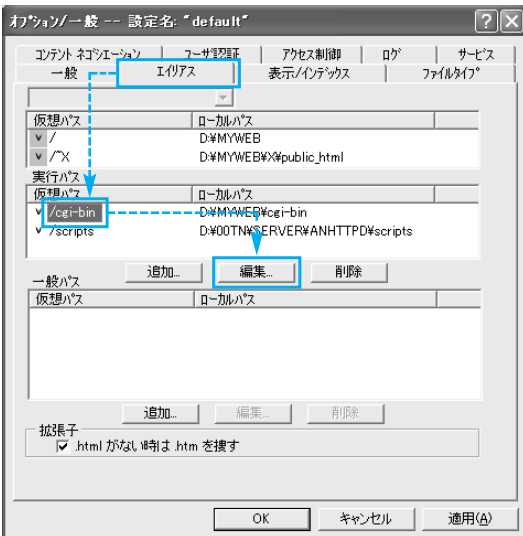 ｵﾌﾟｼｮﾝ/一般 -- 設定名: "default"
ｺﾝﾃﾝﾄ ﾈｺﾞｼｴｰｼｮﾝ ﾕｰｻﾞ認証 ｱｸｾｽ制御 ﾛｸﾞ ｻｰﾋﾞｽ
一般 ｴｲﾘｱｽ 表示/ｲﾝﾃﾞｯｸｽ ﾌｧｲﾙﾀｲﾌﾟ
仮想ﾊﾟｽ ﾛｰｶﾙﾊﾟｽ
/ D:¥MYWEB
/~X D:¥MYWEB¥X¥public_html
実行ﾊﾟｽ
仮想ﾊﾟｽ ﾛｰｶﾙﾊﾟｽ
/cgi-bin D:¥MYWEB¥cgi-bin
/scripts D:¥00TN¥SERVER¥ANHTTPD¥scripts
追加... 編集... 削除
一般ﾊﾟｽ
仮想ﾊﾟｽ ﾛｰｶﾙﾊﾟｽ
追加... 編集... 削除
拡張子
.html がない時は .htm を捜す
OK キャンセル 適用(A)